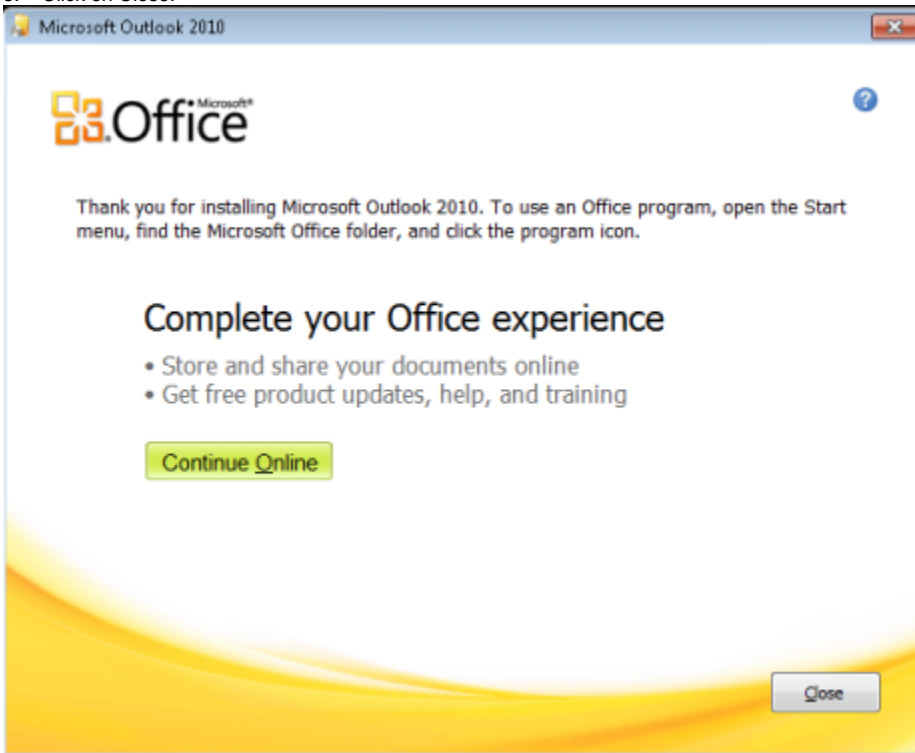 Microsoft Outlook 2010
Microsoft®
Office
Thank you for installing Microsoft Outlook 2010. To use an Office program, open the Start
menu, find the Microsoft Office folder, and click the program icon.
Complete your Office experience
• Store and share your documents online
• Get free product updates, help, and training
Continue Online
Close